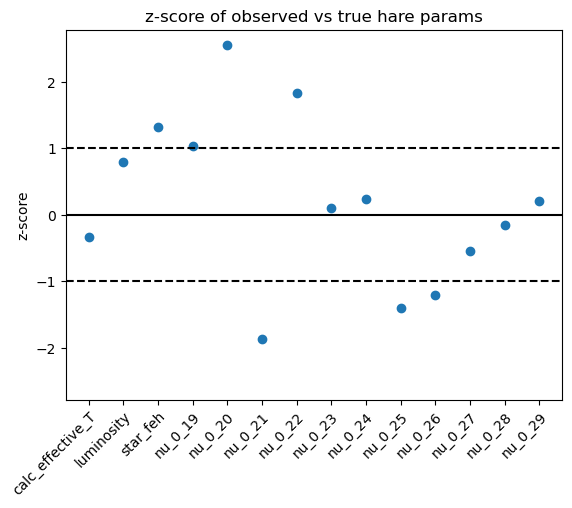 z-score of observed vs true hare params
z-score
2
1
0
−1
−2
calc_effective_T
luminosity
star_feh
nu_0_19
nu_0_20
nu_0_21
nu_0_22
nu_0_23
nu_0_24
nu_0_25
nu_0_26
nu_0_27
nu_0_28
nu_0_29